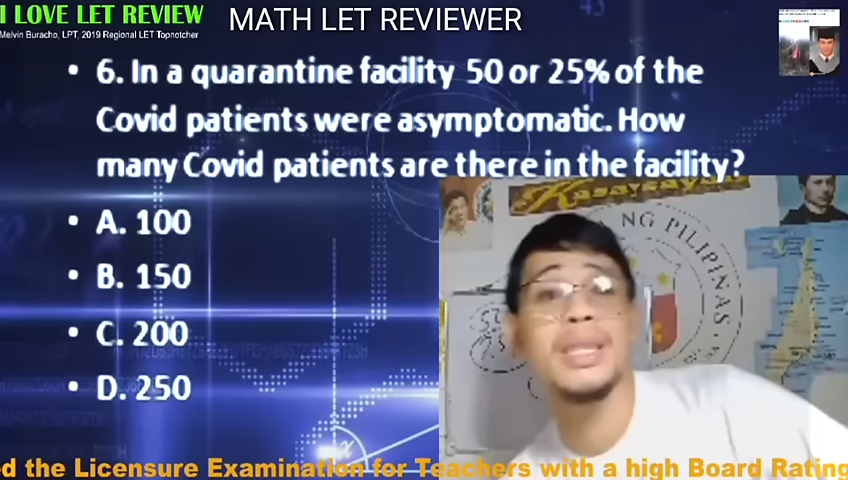 I LOVE LET REVIEW
Melvin Buracho, LPT, 2019 Regional LET Topnotcher
MATH LET REVIEWER
• 6. In a quarantine facility 50 or 25% of the
Covid patients were asymptomatic. How
many Covid patients are there in the facility?
• A. 100
• B. 150
• C. 200
• D. 250
NG PILIPINAS
d the Licensure Examination for Teachers with a high Board Rating